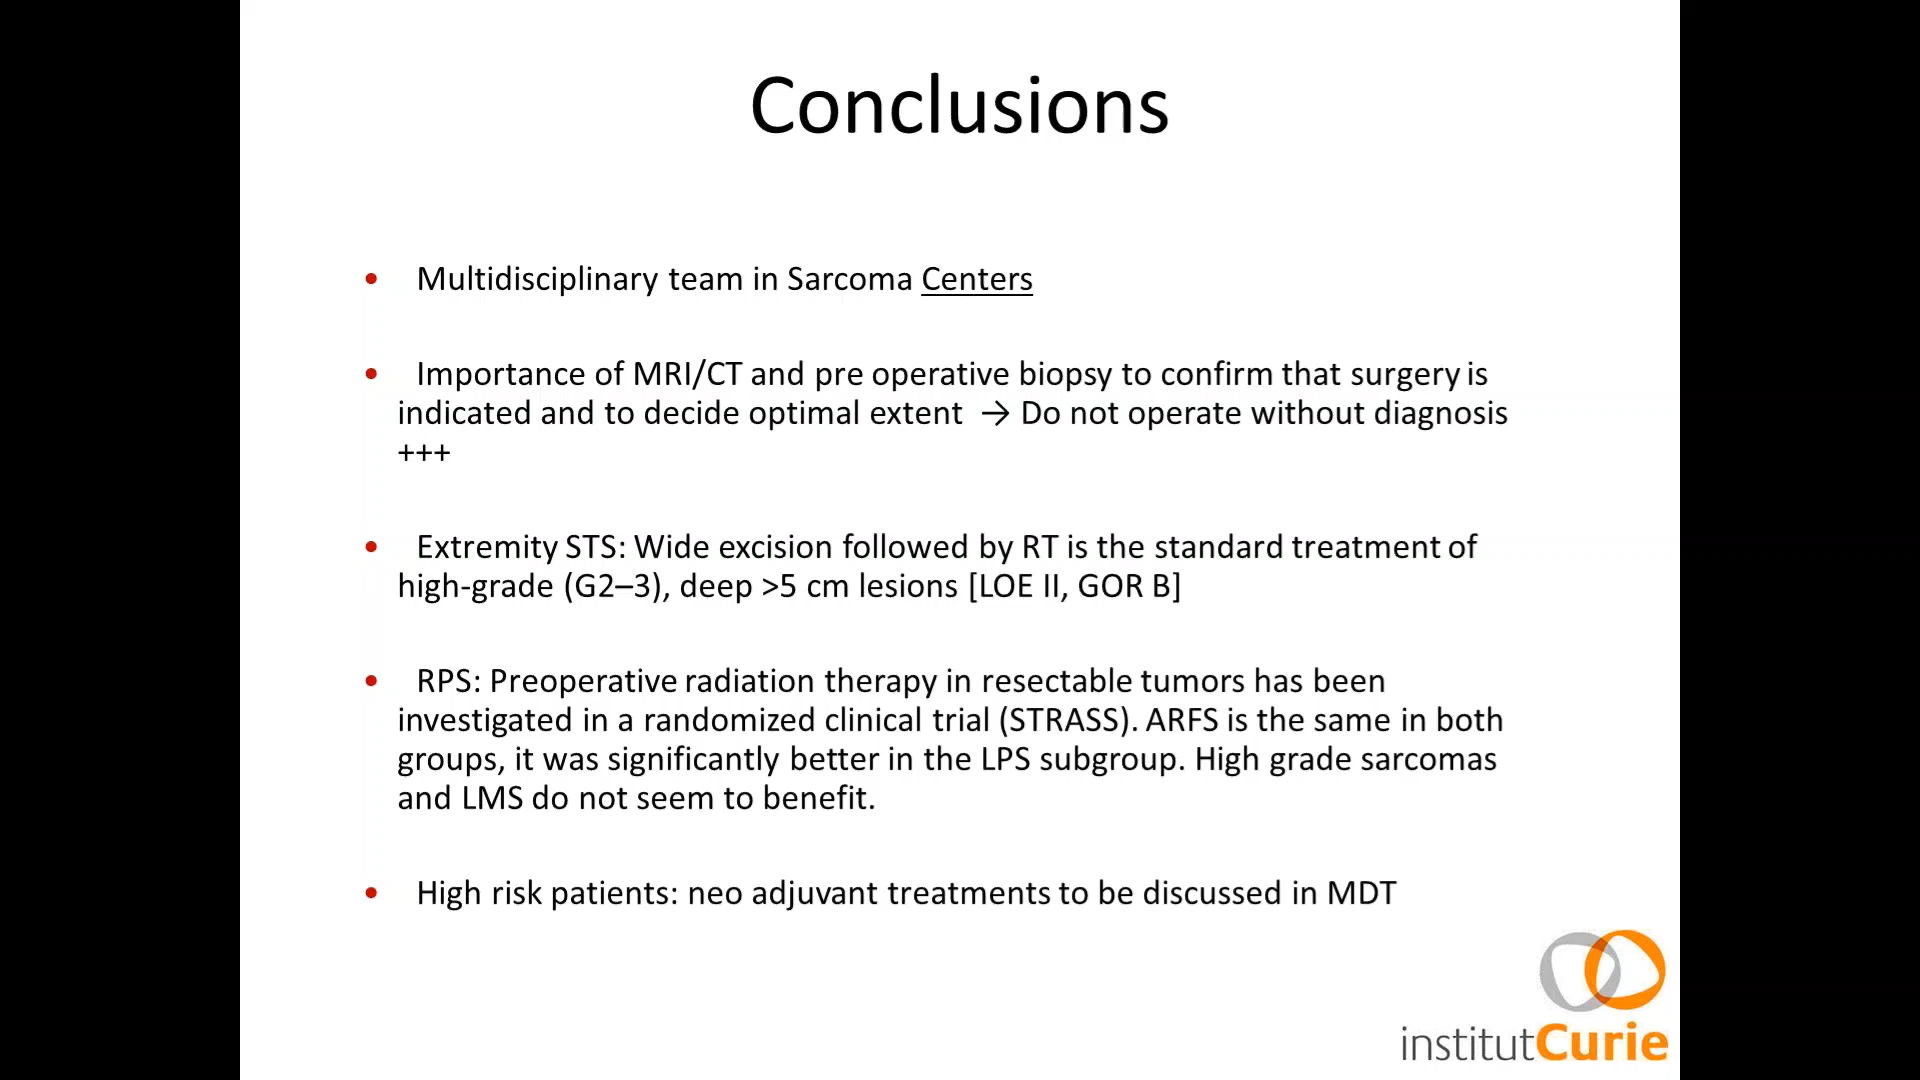 Conclusions
• Multidisciplinary team in Sarcoma Centers
• Importance of MRI/CT and pre operative biopsy to confirm that surgery is
indicated and to decide optimal extent → Do not operate without diagnosis
+++
• Extremity STS: Wide excision followed by RT is the standard treatment of
high-grade (G2–3), deep >5 cm lesions [LOE II, GOR B]
• RPS: Preoperative radiation therapy in resectable tumors has been
investigated in a randomized clinical trial (STRASS). ARFS is the same in both
groups, it was significantly better in the LPS subgroup. High grade sarcomas
and LMS do not seem to benefit.
• High risk patients: neo adjuvant treatments to be discussed in MDT
institutCurie